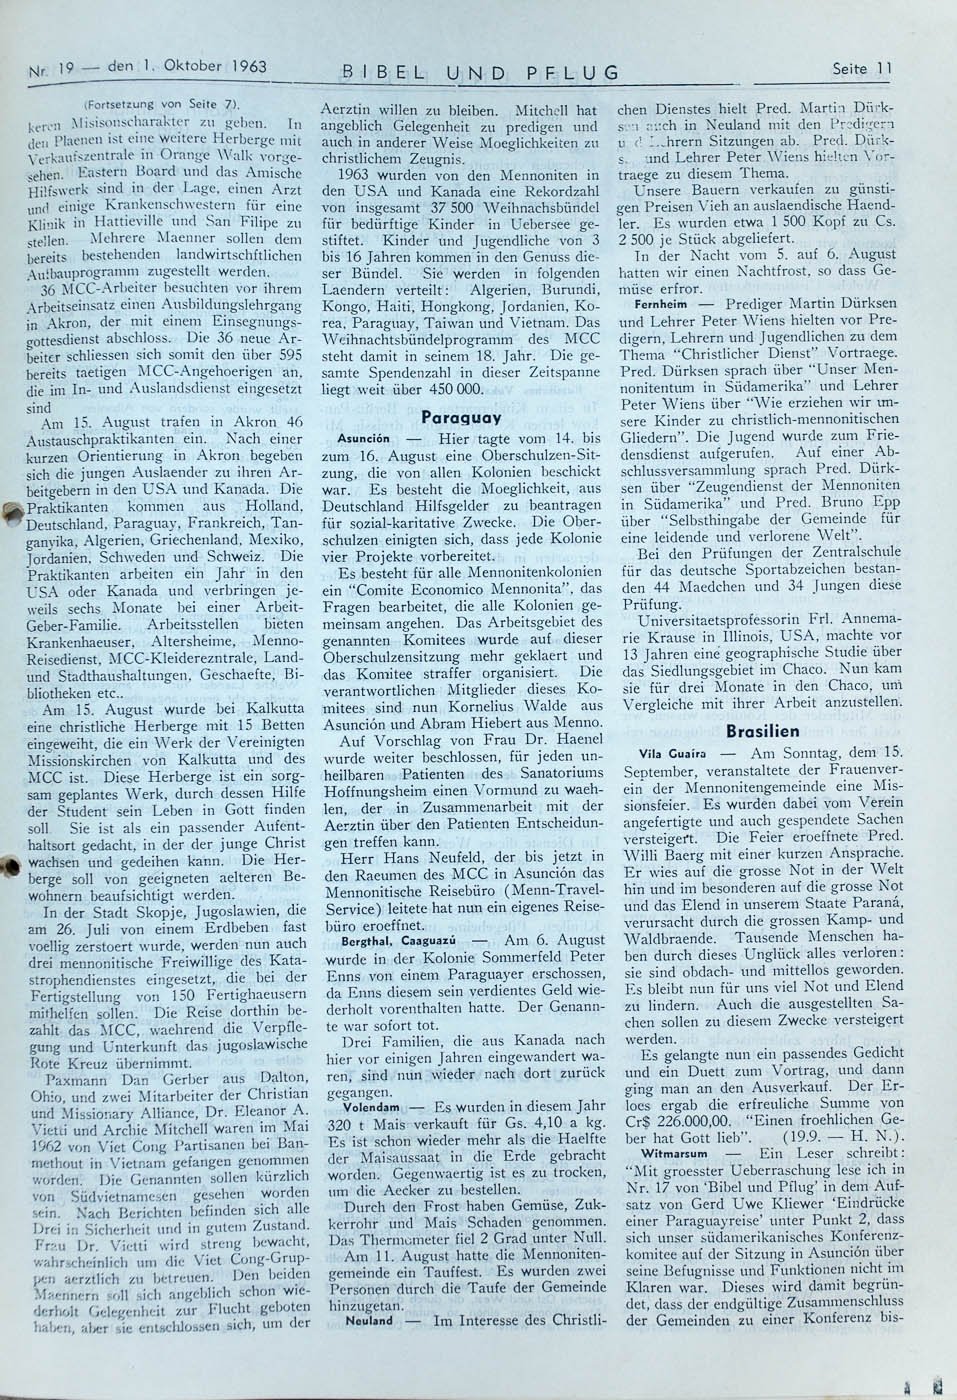 Nr. 19 — den 1. Oktober 1963
BIBEL UND PFLUG
Seite 11
(Fortsetzung von Seite 7).
keren Misisonscharakter zu geben. In
den Plaenen ist eine weitere Herberge mit
Verkaufszentrale in Orange Walk vorge-
sehen. Eastern Board und das Amische
Hilfswerk sind in der Lage, einen Arzt
und einige Krankenschwestern für eine
Klinik in Hattieville und San Filipe zu
stellen. Mehrere Maenner sollen dem
bereits bestehenden landwirtschftlichen
Aufbauprogramm zugestellt werden.
36 MCC-Arbeiter besuchten vor ihrem
Arbeitseinsatz einen Ausbildungslehrgang
in Akron, der mit einem Einsegnungs-
gottesdienst abschloss. Die 36 neue Ar-
beiter schliessen sich somit den über 595
bereits taetigen MCC-Angehoerigen an,
die im In- und Auslandsdienst eingesetzt
sind
Am 15. August trafen in Akron 46
Austauschpraktikanten ein. Nach einer
kurzen Orientierung in Akron begeben
sich die jungen Auslaender zu ihren Ar-
beitgebern in den USA und Kanada. Die
Praktikanten kommen aus Holland,
Deutschland, Paraguay, Frankreich, Tan-
ganyika, Algerien, Griechenland, Mexiko,
Jordanien, Schweden und Schweiz. Die
Praktikanten arbeiten ein Jahr in den
USA oder Kanada und verbringen je-
weils sechs Monate bei einer Arbeit-
Geber-Familie. Arbeitsstellen bieten
Krankenhaeuser, Altersheime, Menno-
Reisedienst, MCC-Kleiderezntrale, Land-
und Stadthaushaltungen, Geschaefte, Bi-
bliotheken etc..
Am 15. August wurde bei Kalkutta
eine christliche Herberge mit 15 Betten
eingeweiht, die ein Werk der Vereinigten
Missionskirchen von Kalkutta und des
MCC ist. Diese Herberge ist ein sorg-
sam geplantes Werk, durch dessen Hilfe
der Student sein Leben in Gott finden
soll Sie ist als ein passender Aufent-
haltsort gedacht, in der der junge Christ
wachsen und gedeihen kann. Die Her-
berge soll von geeigneten aelteren Be-
wohnern beaufsichtigt werden.
In der Stadt Skopje, Jugoslawien, die
am 26. Juli von einem Erdbeben fast
voellig zerstoert wurde, werden nun auch
drei mennonitische Freiwillige des Kata-
strophendienstes eingesetzt, die bei der
Fertigstellung von 150 Fertighaeusern
mithelfen sollen. Die Reise dorthin be-
zahlt das MCC, waehrend die Verpfle-
gung und Unterkunft das jugoslawische
Rote Kreuz übernimmt.
Paxmann Dan Gerber aus Dalton,
Ohio, und zwei Mitarbeiter der Christian
und Missionary Alliance, Dr. Eleanor A.
Vietti und Archie Mitchell waren im Mai
1962 von Viet Cong Partisanen bei Ban-
methout in Vietnam gefangen genommen
worden. Die Genannten sollen kürzlich
von Südvietnamesen gesehen worden
sein. Nach Berichten befinden sich alle
Drei in Sicherheit und in gutem Zustand.
Frau Dr. Vietti wird streng bewacht,
wahrscheinlich um die Viet Cong-Grup-
pen aerztlich zu betreuen. Den beiden
Maennern soll sich angeblich schon wie-
derholt Gelegenheit zur Flucht geboten
haben, aber sie entschlossen sich, um der
Aerztin willen zu bleiben. Mitchell hat
angeblich Gelegenheit zu predigen und
auch in anderer Weise Moeglichkeiten zu
christlichem Zeugnis.
1963 wurden von den Mennoniten in
den USA und Kanada eine Rekordzahl
von insgesamt 37 500 Weihnachsbündel
für bedürftige Kinder in Uebersee ge-
stiftet. Kinder und Jugendliche von 3
bis 16 Jahren kommen in den Genuss die-
ser Bündel. Sie werden in folgenden
Laendern verteilt: Algerien, Burundi,
Kongo, Haiti, Hongkong, Jordanien, Ko-
rea, Paraguay, Taiwan und Vietnam. Das
Weihnachtsbündelprogramm des MCC
steht damit in seinem 18. Jahr. Die ge-
samte Spendenzahl in dieser Zeitspanne
liegt weit über 450 000.
Paraguay
Asunción — Hier tagte vom 14. bis
zum 16. August eine Oberschulzen-Sit-
zung, die von allen Kolonien beschickt
war. Es besteht die Moeglichkeit, aus
Deutschland Hilfsgelder zu beantragen
für sozial-karitative Zwecke. Die Ober-
schulzen einigten sich, dass jede Kolonie
vier Projekte vorbereitet.
Es besteht für alle Mennonitenkolonien
ein "Comite Economico Mennonita", das
Fragen bearbeitet, die alle Kolonien ge-
meinsam angehen. Das Arbeitsgebiet des
genannten Komitees wurde auf dieser
Oberschulzensitzung mehr geklaert und
das Komitee straffer organisiert. Die
verantwortlichen Mitglieder dieses Ko-
mitees sind nun Kornelius Walde aus
Asunción und Abram Hiebert aus Menno.
Auf Vorschlag von Frau Dr. Haenel
wurde weiter beschlossen, für jeden un-
heilbaren Patienten des Sanatoriums
Hoffnungsheim einen Vormund zu waeh-
len, der in Zusammenarbeit mit der
Aerztin über den Patienten Entscheidun-
gen treffen kann.
Herr Hans Neufeld, der bis jetzt in
den Raeumen des MCC in Asunción das
Mennonitische Reisebüro (Menn-Travel-
Service) leitete hat nun ein eigenes Reise-
büro eroeffnet.
Bergthal, Caaguazú — Am 6. August
wurde in der Kolonie Sommerfeld Peter
Enns von einem Paraguayer erschossen,
da Enns diesem sein verdientes Geld wie-
derholt vorenthalten hatte. Der Genann-
te war sofort tot.
Drei Familien, die aus Kanada nach
hier vor einigen Jahren eingewandert wa-
ren, sind nun wieder nach dort zurück
gegangen.
Volendam — Es wurden in diesem Jahr
320 t Mais verkauft für Gs. 4,10 a kg.
Es ist schon wieder mehr als die Haelfte
der Maisaussaat in die Erde gebracht
worden. Gegenwaertig ist es zu trocken,
um die Aecker zu bestellen.
Durch den Frost haben Gemüse, Zuk-
kerrohr und Mais Schaden genommen.
Das Thermometer fiel 2 Grad unter Null.
Am 11. August hatte die Mennoniten-
gemeinde ein Tauffest. Es wurden zwei
Personen durch die Taufe der Gemeinde
hinzugetan.
Neuland — Im Interesse des Christli-
chen Dienstes hielt Pred. Martin Dürk-
sen auch in Neuland mit den Predigern
Lehrern Sitzungen ab. Pred. Dürk-
und Lehrer Peter Wiens hielten Vor-
traege zu diesem Thema.
Unsere Bauern verkaufen zu günsti-
gen Preisen Vieh an auslaendische Haend-
ler. Es wurden etwa 1 500 Kopf zu Cs.
2 500 je Stück abgeliefert.
In der Nacht vom 5. auf 6. August
hatten wir einen Nachtfrost, so dass Ge-
müse erfror.
Fernheim — Prediger Martin Dürksen
und Lehrer Peter Wiens hielten vor Pre-
digern, Lehrern und Jugendlichen zu dem
Thema "Christlicher Dienst" Vortraege.
Pred. Dürksen sprach über "Unser Men-
nonitentum in Südamerika" und Lehrer
Peter Wiens über "Wie erziehen wir un-
sere Kinder zu christlich-mennonitischen
Gliedern". Die Jugend wurde zum Frie-
densdienst aufgerufen. Auf einer Ab-
schlussversammlung sprach Pred. Dürk-
sen über "Zeugendienst der Mennoniten
in Südamerika" und Pred. Bruno Epp
über "Selbsthingabe der Gemeinde für
eine leidende und verlorene Welt".
Bei den Prüfungen der Zentralschule
für das deutsche Sportabzeichen bestan-
den 44 Maedchen und 34 Jungen diese
Prüfung.
Universitaetsprofessorin Frl. Annema-
rie Krause in Illinois, USA, machte vor
13 Jahren eine geographische Studie über
das Siedlungsgebiet im Chaco. Nun kam
sie für drei Monate in den Chaco, um
Vergleiche mit ihrer Arbeit anzustellen.
Brasilien
Vila Guaíra — Am Sonntag, dem 15.
September, veranstaltete der Frauenver-
ein der Mennonitengemeinde eine Mis-
sionsfeier. Es wurden dabei vom Verein
angefertigte und auch gespendete Sachen
versteigert. Die Feier eroeffnete Pred.
Willi Baerg mit einer kurzen Ansprache.
Er wies auf die grosse Not in der Welt
hin und im besonderen auf die grosse Not
und das Elend in unserem Staate Paraná,
verursacht durch die grossen Kamp- und
Waldbraende. Tausende Menschen ha-
ben durch dieses Unglück alles verloren:
sie sind obdach- und mittellos geworden.
Es bleibt nun für uns viel Not und Elend
zu lindern. Auch die ausgestellten Sa-
chen sollen zu diesem Zwecke versteigert
werden.
Es gelangte nun ein passendes Gedicht
und ein Duett zum Vortrag, und dann
ging man an den Ausverkauf. Der Er-
loes ergab die erfreuliche Summe von
Cr$ 226.000,00. "Einen froehlichen Ge-
ber hat Gott lieb". (19.9. — H. N.).
Witmarsum — Ein Leser schreibt:
"Mit groesster Ueberraschung lese ich in
Nr. 17 von 'Bibel und Pflug' in dem Auf-
satz von Gerd Uwe Kliewer 'Eindrücke
einer Paraguayreise' unter Punkt 2, dass
sich unser südamerikanisches Konferenz-
komitee auf der Sitzung in Asunción über
seine Befugnisse und Funktionen nicht im
Klaren war. Dieses wird damit begrün-
det, dass der endgültige Zusammenschluss
der Gemeinden zu einer Konferenz bis-